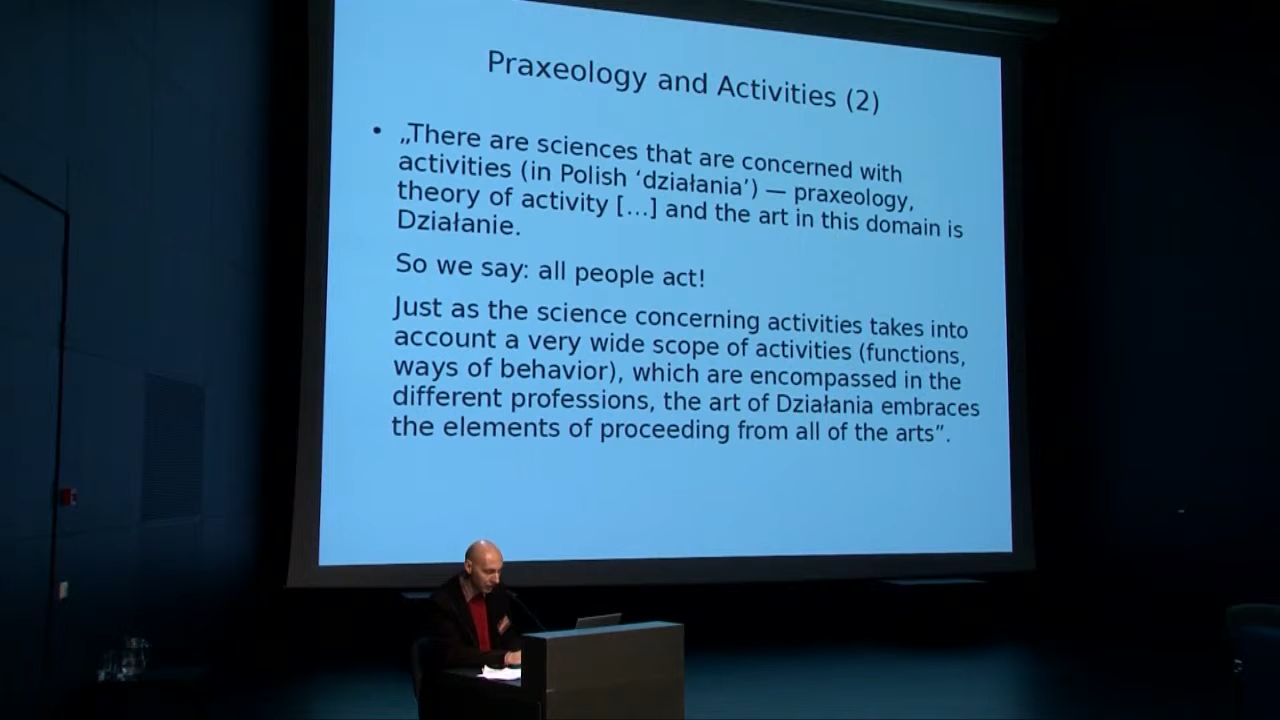 Praxeology and Activities (2)
• „There are sciences that are concerned with
activities (in Polish ‘działania’) — praxeology,
theory of activity [...] and the art in this domain is
Działanie.
So we say: all people act!
Just as the science concerning activities takes into
account a very wide scope of activities (functions,
ways of behavior), which are encompassed in the
different professions, the art of Działania embraces
the elements of proceeding from all of the arts”.